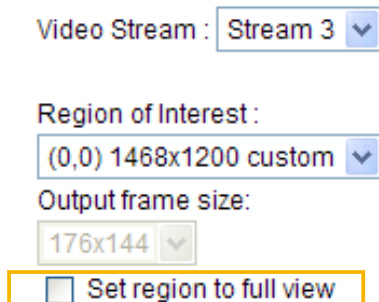 Video Stream : Stream 3
Region of Interest :
(0,0) 1468x1200 custom
Output frame size:
176x144
Set region to full view